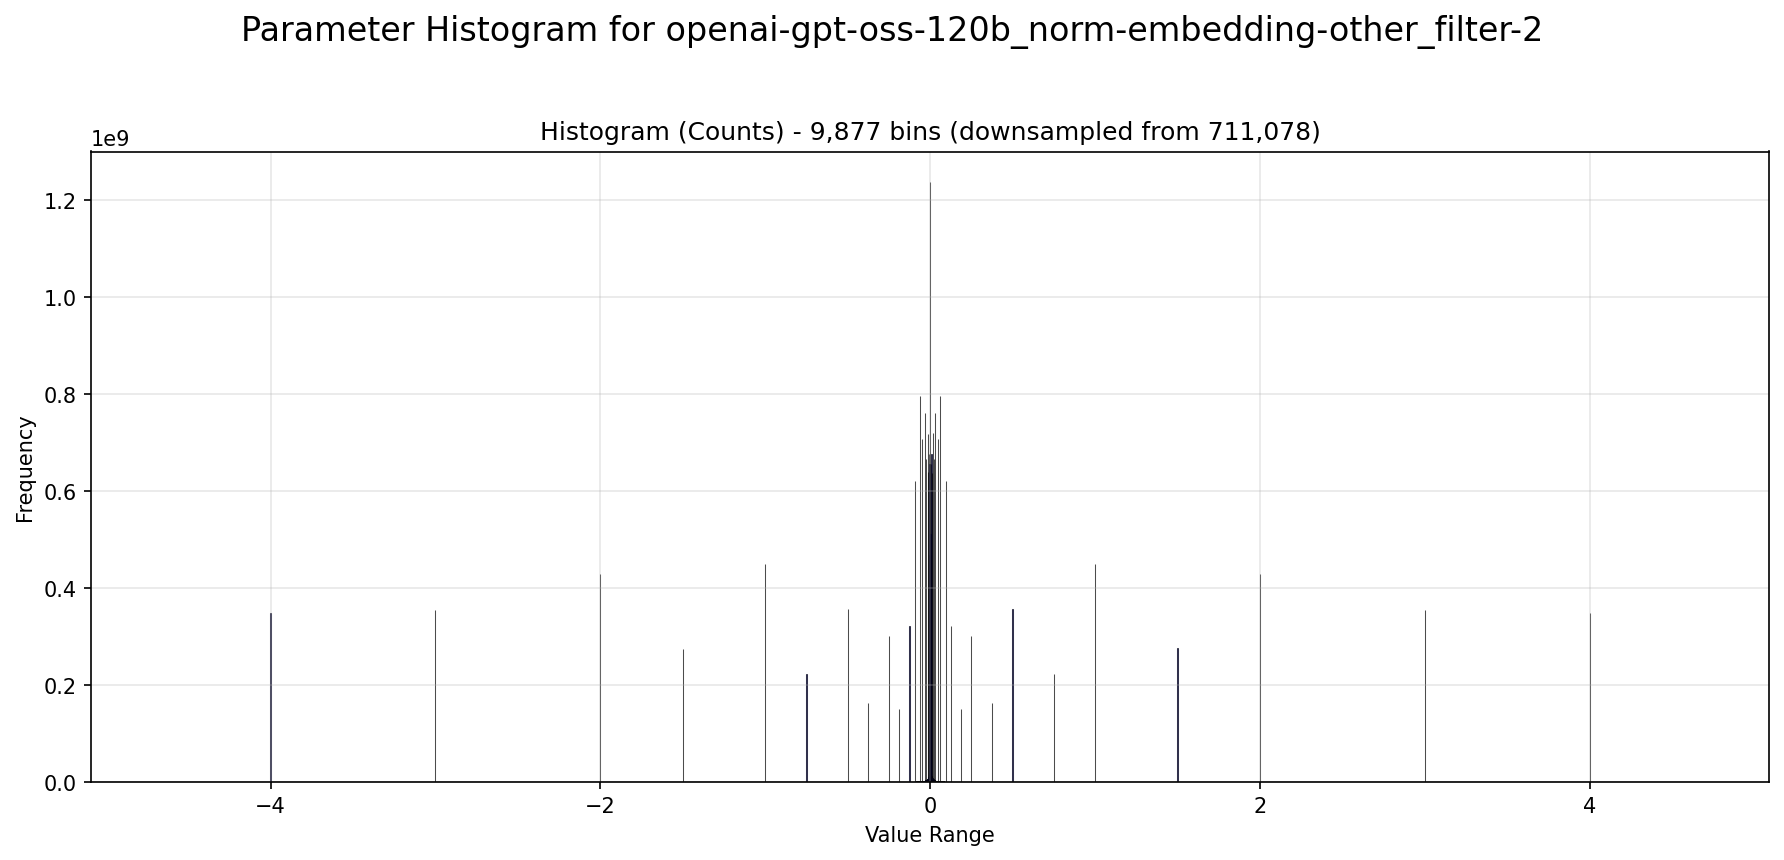 Parameter Histogram for openai-gpt-oss-120b_norm-embedding-other_filter-2
Histogram (Counts) - 9,877 bins (downsampled from 711,078)
1e9
1.2
1.0
0.8
0.6
0.4
0.2
0.0
Frequency
−4
−2
0
2
4
Value Range